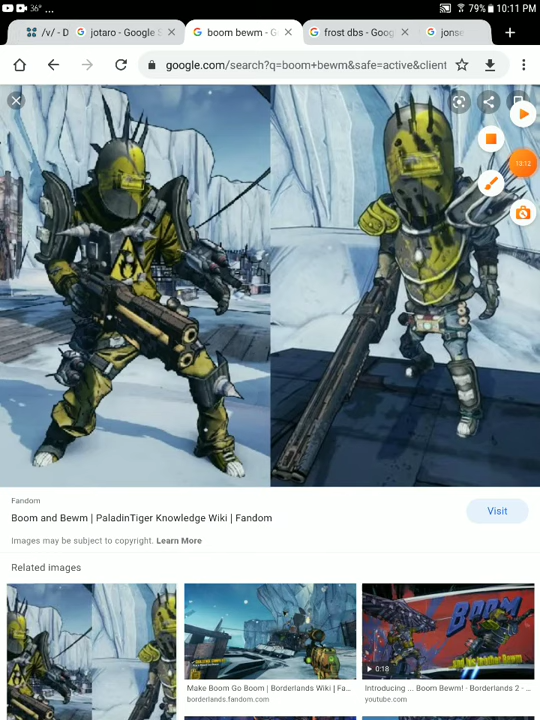 36° ...
79% 10:11 PM
/v/ - D
jotaro - Google S
boom bewm - G
frost dbs - Goog
jonse
google.com/search?q=boom+bewm&safe=active&client
13:12
Fandom
Boom and Bewm | PaladinTiger Knowledge Wiki | Fandom
Visit
Images may be subject to copyright. Learn More
Related images
BOOM
0:18
Make Boom Go Boom | Borderlands Wiki | Fa...
borderlands.fandom.com
Introducing ... Boom Bewm! · Borderlands 2 - ...
youtube.com